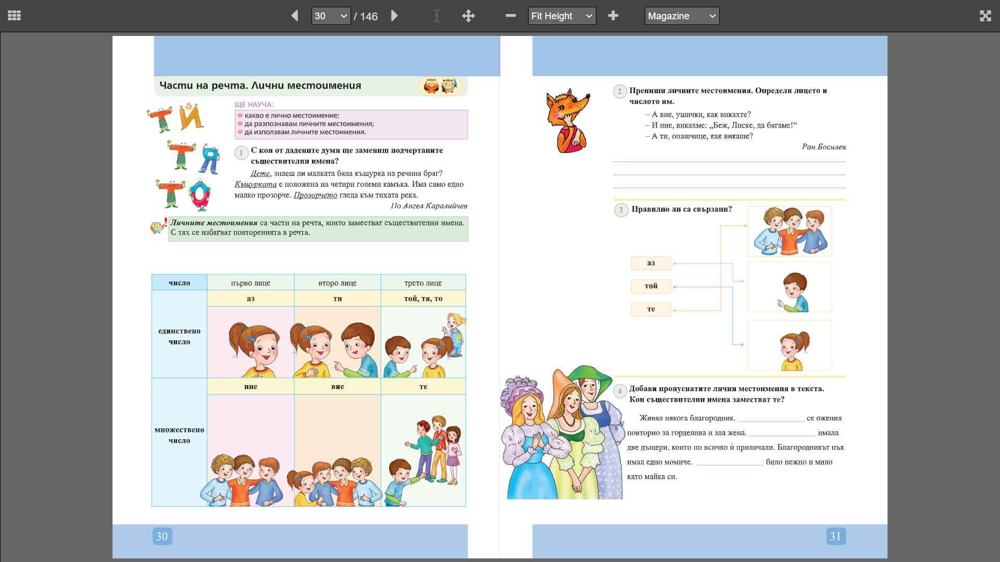 30
/ 146
Fit Height
Magazine
Части на речта. Лични местоимения
ТИ
ТЯ
ТО
ЩЕ НАУЧА:
какво е лично местоимение;
да разпознавам личните местоимения;
да използвам личните местоимения.
1 С кои от дадените думи ще замениш подчертаните
съществителни имена?
Дете, знаеш ли малката бяла къщурка на речния бряг?
Къщурката е положена на четири големи камъка. Има само едно
малко прозорче. Прозорчето гледа към тихата река.
По Ангел Каралийчев
! Личните местоимения са части на речта, които заместват съществителни имена.
С тях се избягват повторенията в речта.
число първо лице второ лице трето лице
аз ти той, тя, то
единствено
число
ние вие те
множествено
число
30
2 Препиши личните местоимения. Определи лицето и
числото им.
– А вие, ушички, как викахте?
– И ние, викахме: „Беж, Лиске, да бягаме!“
– А ти, опашчице, как викаше?
Ран Босилек
3 Правилно ли са свързани?
аз
той
те
4 Добави пропуснатите лични местоимения в текста.
Кои съществителни имена заместват те?
Живял някога благородник. ________________ се оженил
повторно за горделива и зла жена. ________________ имала
две дъщери, които по всичко ѝ приличали. Благородникът пък
имал едно момиче. ________________ било нежно и мило
като майка си.
31